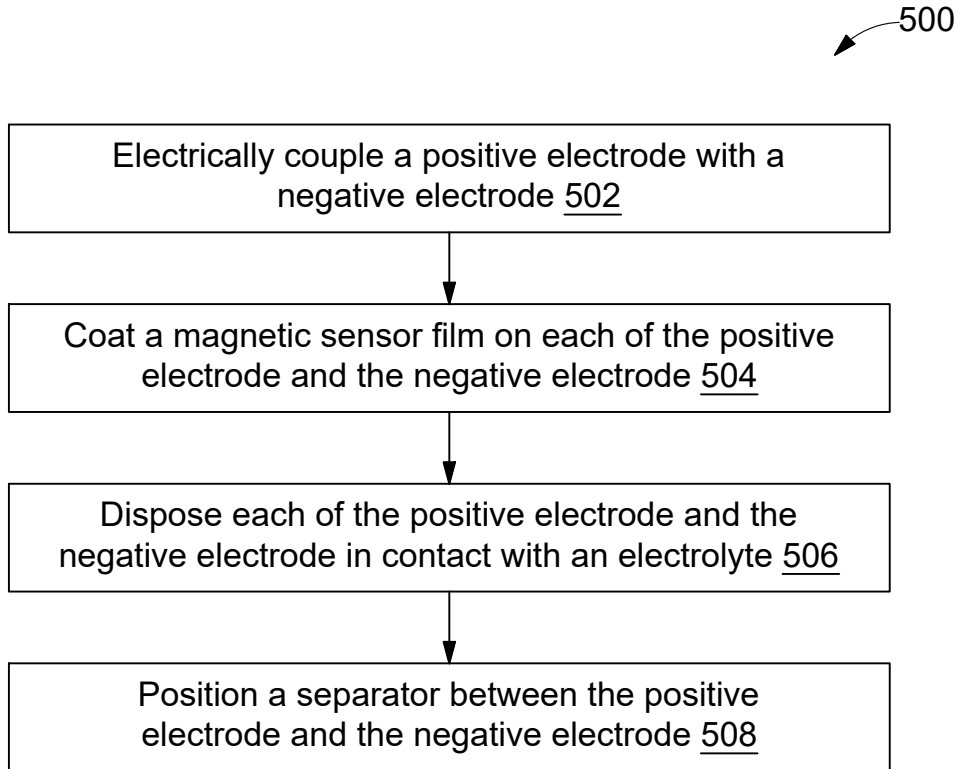 500
Electrically couple a positive electrode with a
negative electrode 502
Coat a magnetic sensor film on each of the positive
electrode and the negative electrode 504
Dispose each of the positive electrode and the
negative electrode in contact with an electrolyte 506
Position a separator between the positive
electrode and the negative electrode 508